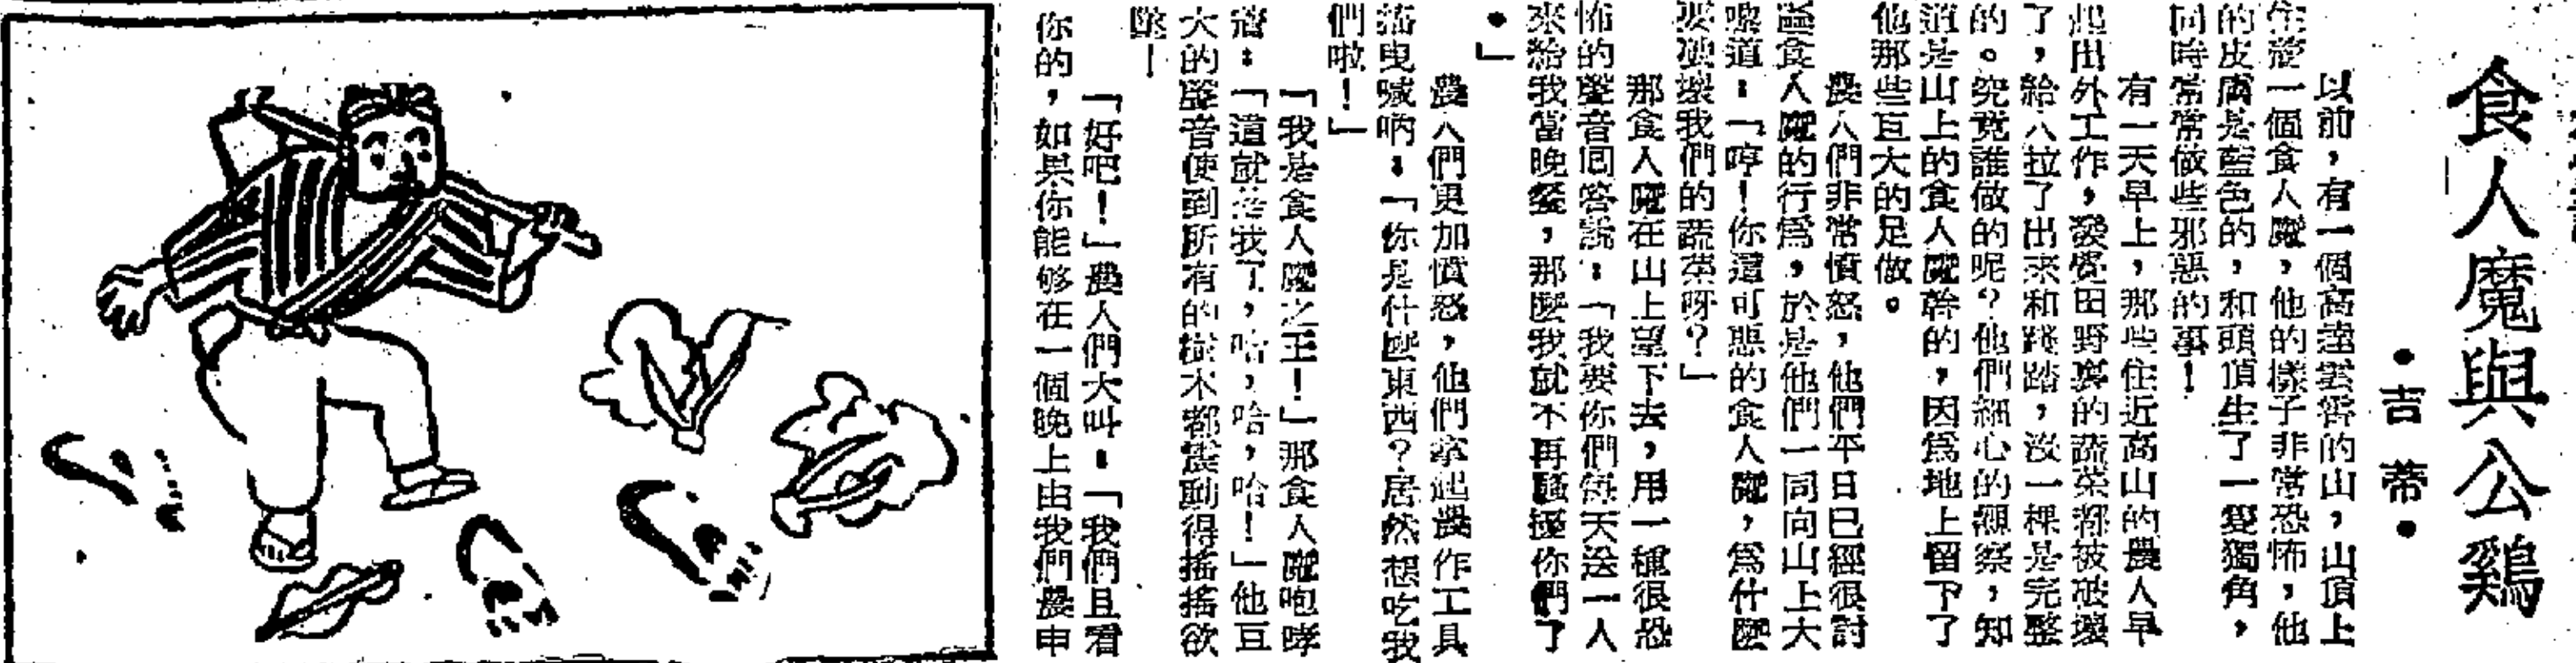 食人魔與公鷄
•吉蒂•
以前,有一個高達雲霄的山,山頂上
住着一個食人魔,他的樣子非常恐怖,他
的皮膚是藍色的,和頭頂生了一隻獨角,
同時常常做些邪惡的事!
有一天早上,那些住近高山的農人早
起出外工作,發覺田野裏的蔬菜都被破壞
了,給人拉了出來和踐踏,沒一棵是完整
的。究竟誰做的呢?他們細心的觀察,知
道是山上的食人魔幹的,因爲地上留下了
他那些巨大的足做。
農人們非常憤怒,他們平日已經很討
論食人魔的行爲,於是他們一同向山上大
嚷道:「哼!你這可惡的食人魔,爲什麼
要破壞我們的蔬菜呀?」
那食人魔在山上望下去,用一種很恐
怖的聲音囘答說:「我要你們每天送一人
來給我當晚餐,那麼我就不再騷擾你們了
。」
農人們更加憤怒,他們拿起農作工具
搖曳喊吶:「你是什麼東西?居然想吃我
們啦!」
「我是食人魔之王!」那食人魔咆哮
着:「這就是我了,哈,哈,哈!」他巨
大的聲音使到所有的樹木都震動得搖搖欲
墜!
「好吧!」農人們大叫:「我們且看
你的,如果你能够在一個晚上由我們農申